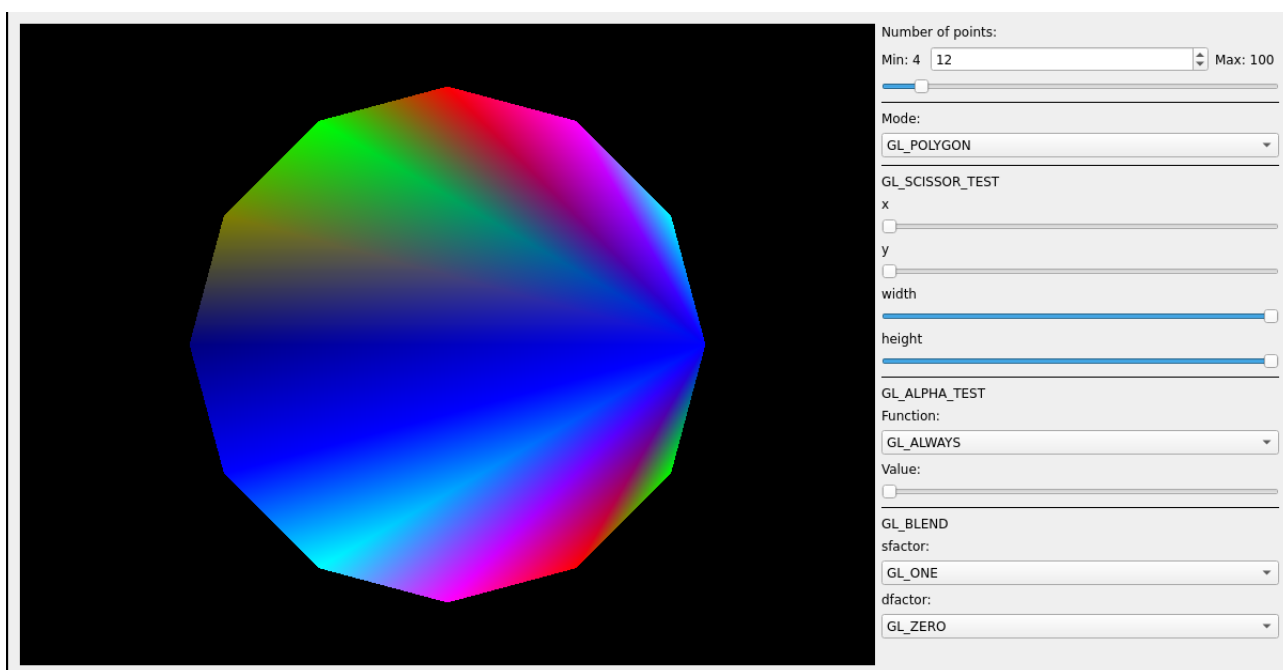 Number of points:
Min: 4 12 Max: 100
Mode:
GL_POLYGON
GL_SCISSOR_TEST
x
y
width
height
GL_ALPHA_TEST
Function:
GL_ALWAYS
Value:
GL_BLEND
sfactor:
GL_ONE
dfactor:
GL_ZERO